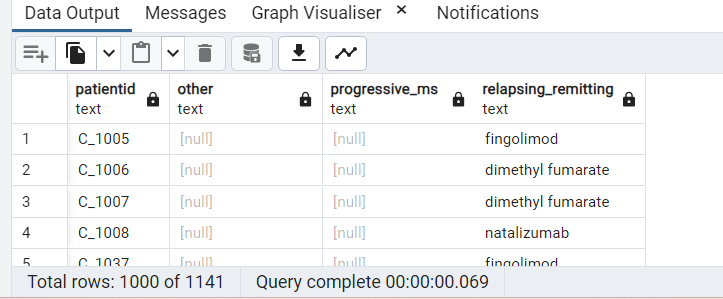 Data Output Messages Graph Visualiser × Notifications
patientid other progressive_ms relapsing_remitting
text text text text
1 C_1005 [null] [null] fingolimod
2 C_1006 [null] [null] dimethyl fumarate
3 C_1007 [null] [null] dimethyl fumarate
4 C_1008 [null] [null] natalizumab
5 C_1037 [null] [null] fingolimod
Total rows: 1000 of 1141 Query complete 00:00:00.069